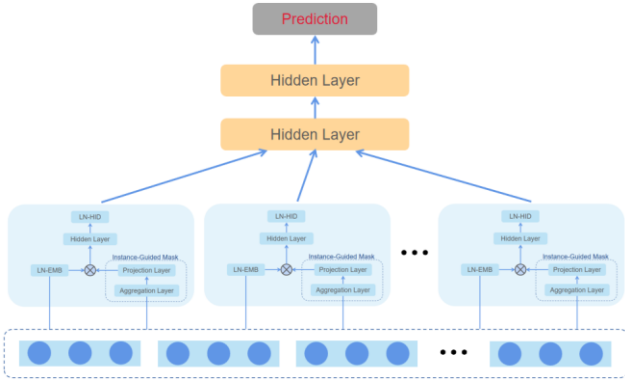 Prediction
Hidden Layer
Hidden Layer
LN-HID
Hidden Layer
Instance-Guided Mask
LN-EMB
Projection Layer
Aggregation Layer
LN-HID
Hidden Layer
Instance-Guided Mask
LN-EMB
Projection Layer
Aggregation Layer
LN-HID
Hidden Layer
Instance-Guided Mask
LN-EMB
Projection Layer
Aggregation Layer